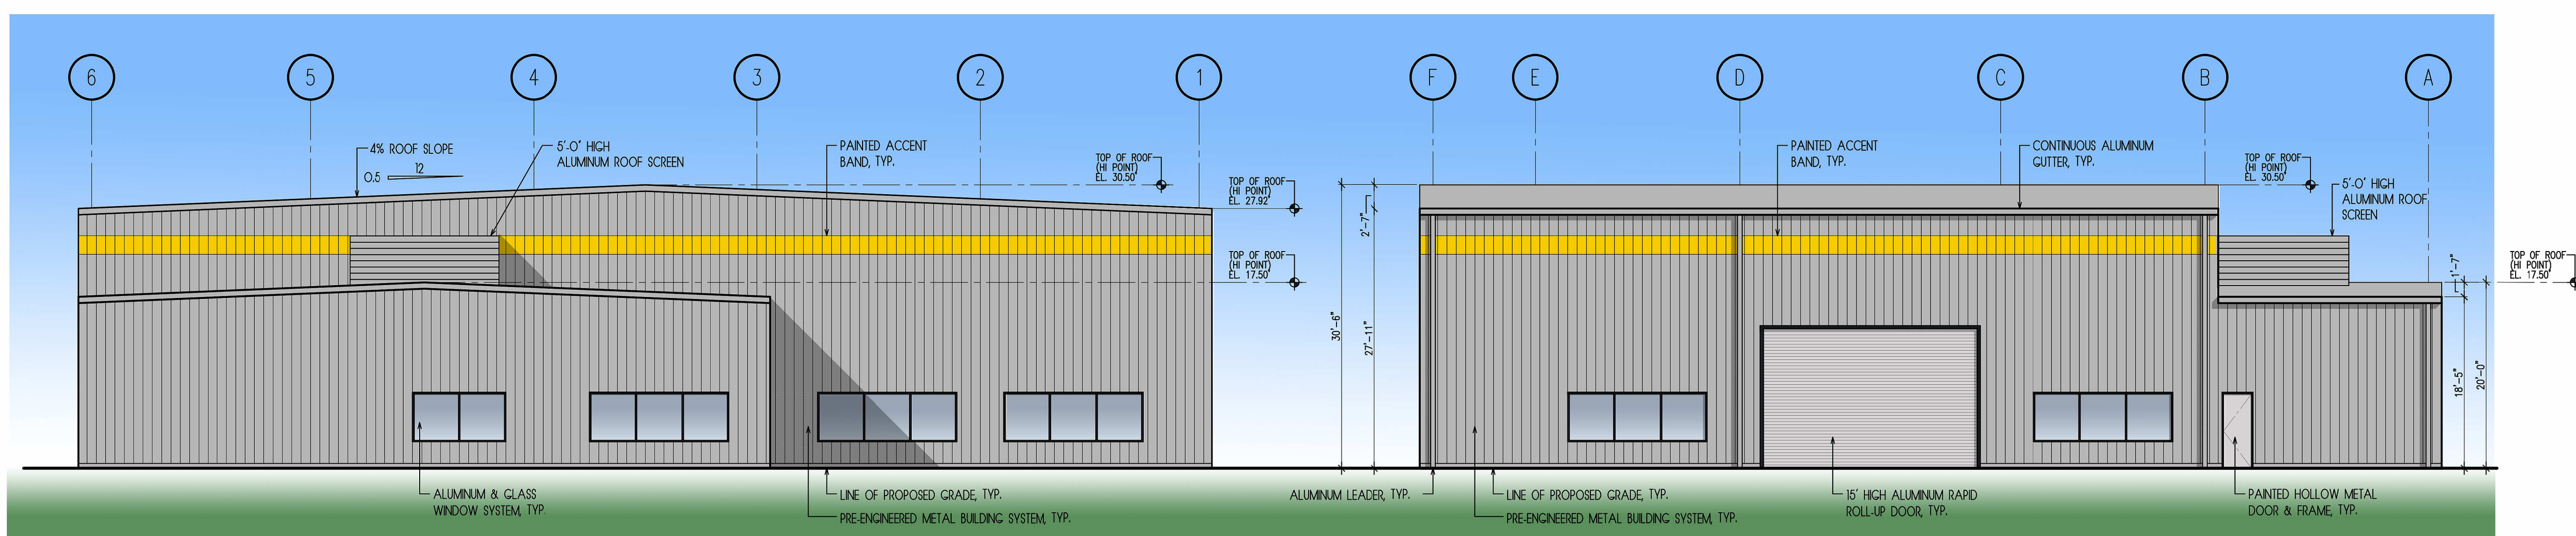 6
5
4
3
2
1
F
E
D
C
B
A
4% ROOF SLOPE
12
0.5
5'-0" HIGH
ALUMINUM ROOF SCREEN
PAINTED ACCENT
BAND, TYP.
TOP OF ROOF
(HI POINT)
EL. 30.50'
TOP OF ROOF
(HI POINT)
EL. 27.92'
TOP OF ROOF
(HI POINT)
EL. 17.50'
ALUMINUM & GLASS
WINDOW SYSTEM, TYP.
LINE OF PROPOSED GRADE, TYP.
PRE-ENGINEERED METAL BUILDING SYSTEM, TYP.
30'-6"
2'-7"
27'-11"
PAINTED ACCENT
BAND, TYP.
CONTINUOUS ALUMINUM
GUTTER, TYP.
TOP OF ROOF
(HI POINT)
EL. 30.50'
5'-0' HIGH
ALUMINUM ROOF
SCREEN
TOP OF ROOF
(HI POINT)
EL. 17.50'
1'-7"
18'-5"
20'-0"
ALUMINUM LEADER, TYP.
LINE OF PROPOSED GRADE, TYP.
PRE-ENGINEERED METAL BUILDING SYSTEM, TYP.
15' HIGH ALUMINUM RAPID
ROLL-UP DOOR, TYP.
PAINTED HOLLOW METAL
DOOR & FRAME, TYP.